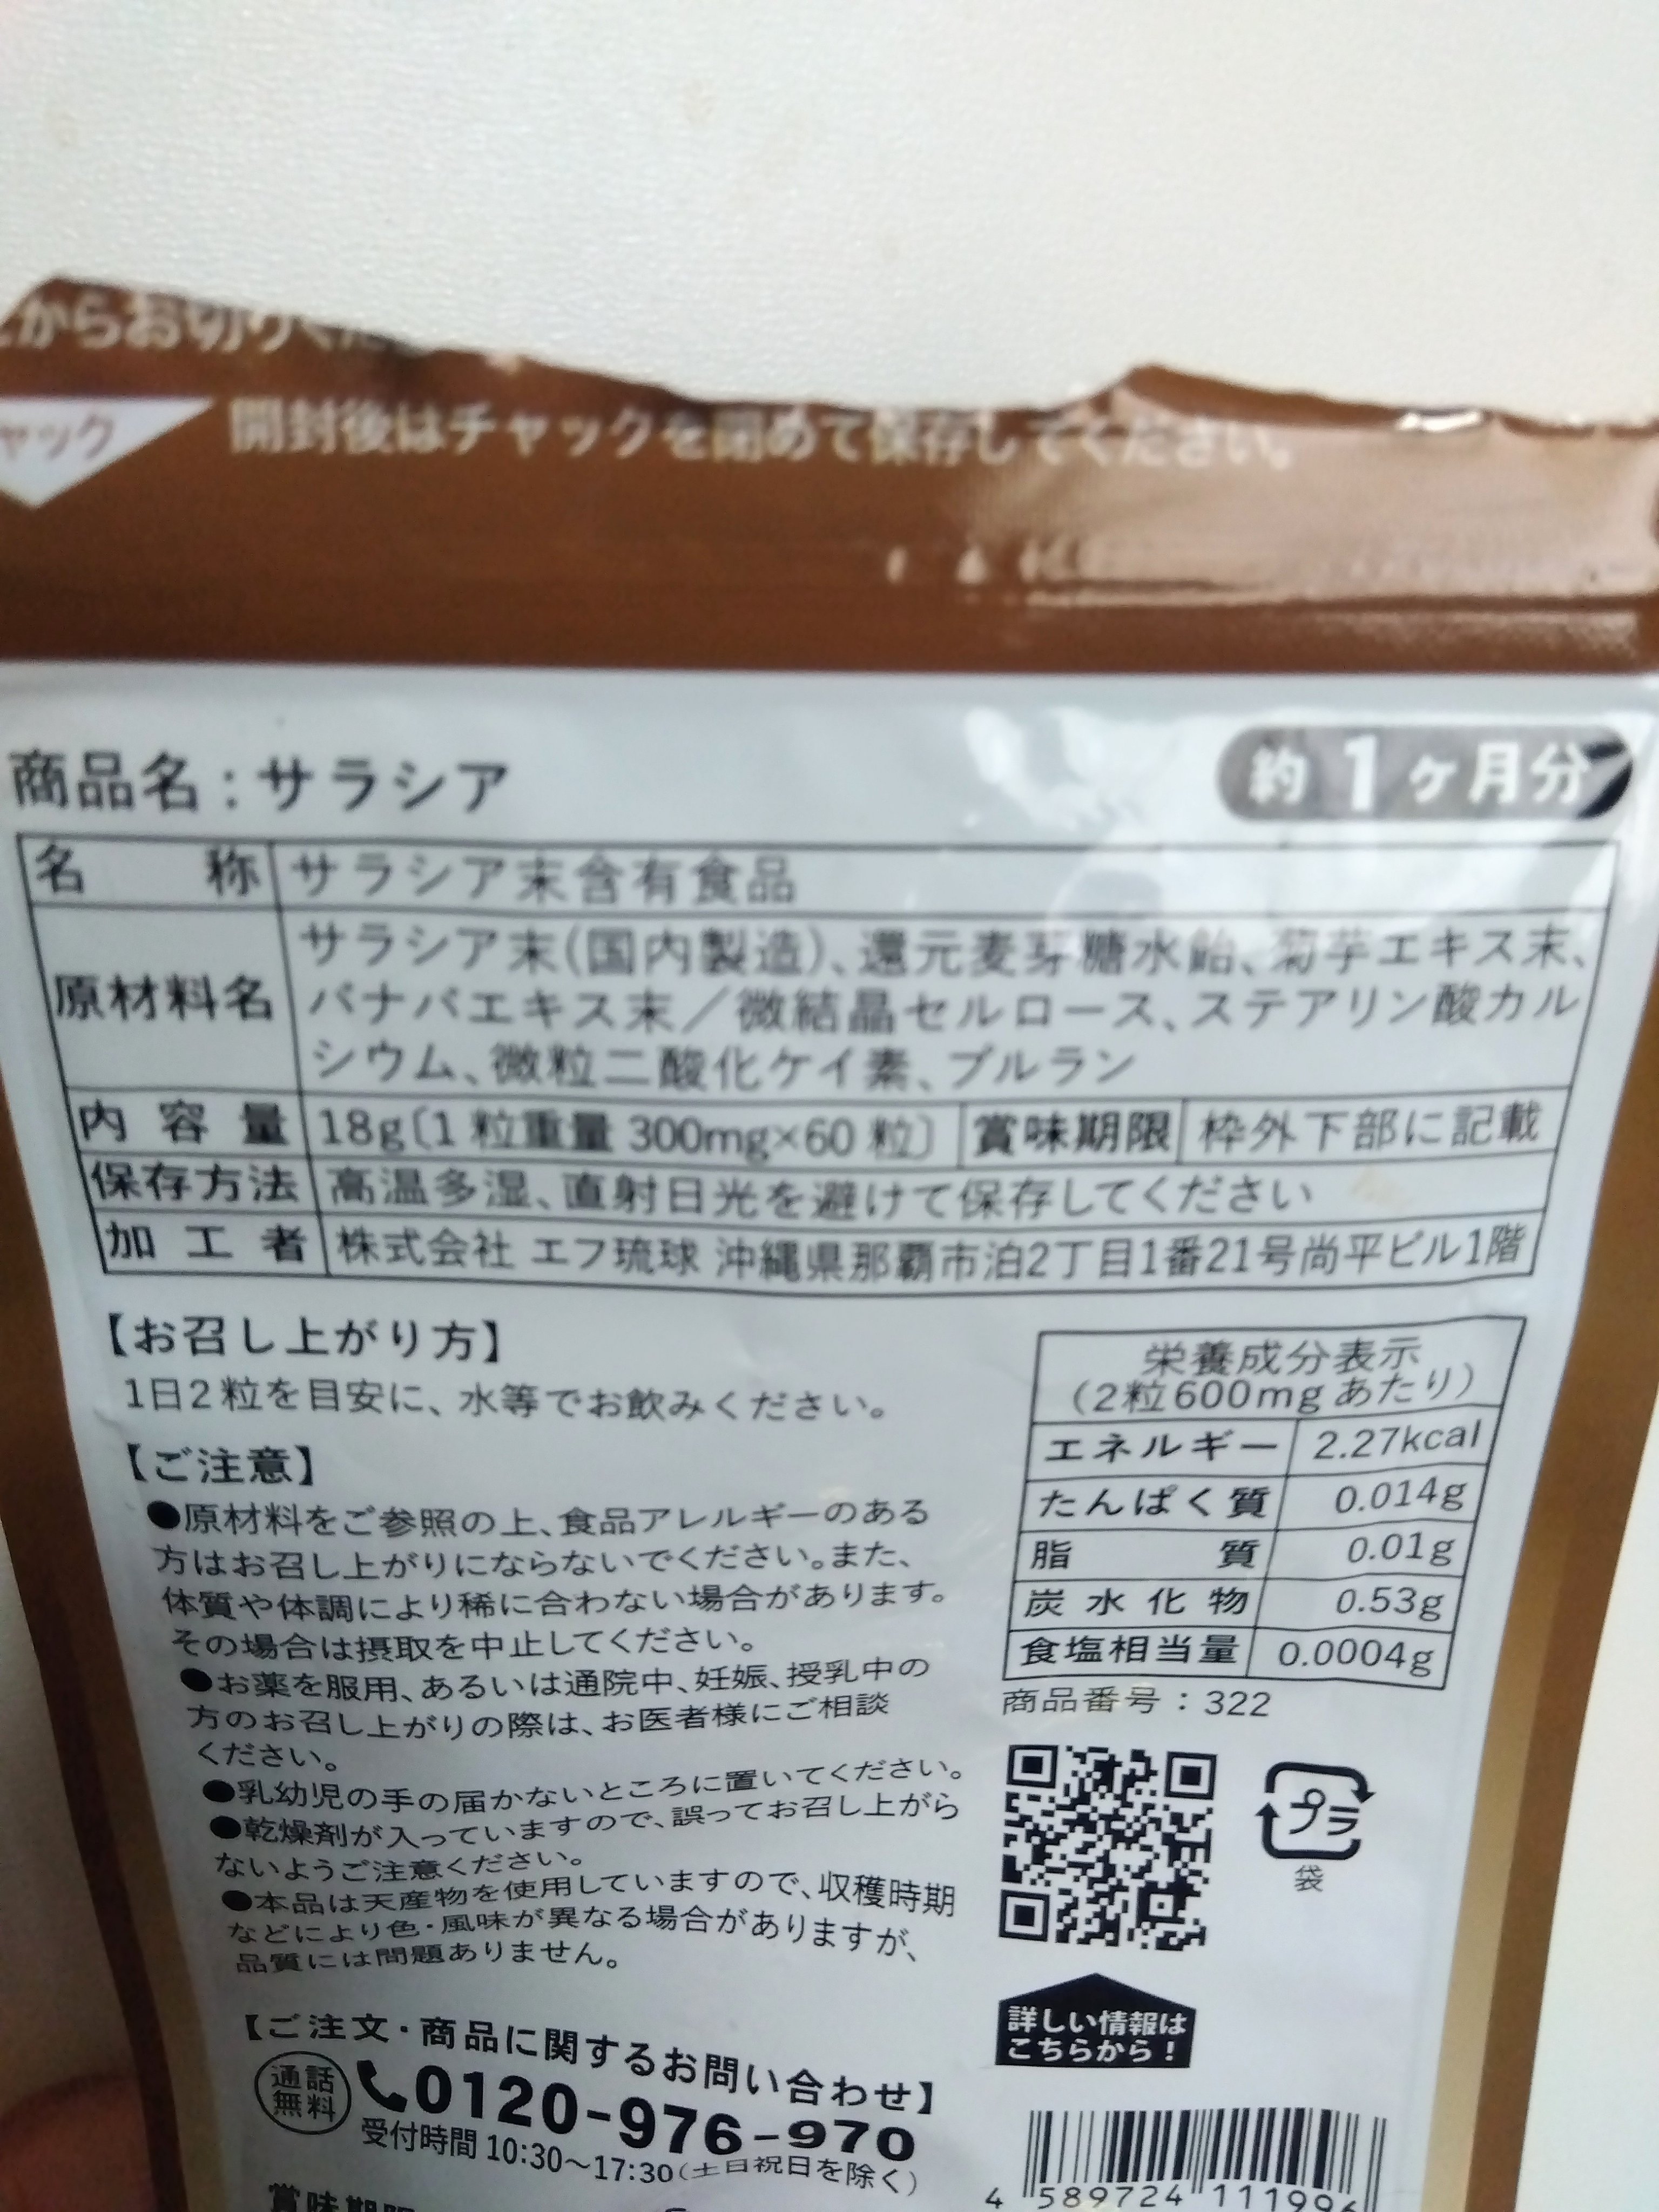 からお切りくだ
ャック
開封後はチャックを閉めて保存してください。
商品名：サラシア
約1ヶ月分
名称 サラシア末含有食品
原材料名 サラシア末(国内製造)、還元麦芽糖水飴、菊芋エキス末、
バナバエキス末／微結晶セルロース、ステアリン酸カル
シウム、微粒二酸化ケイ素、プルラン
内容量 18g〔1粒重量 300mg×60粒〕 賞味期限 枠外下部に記載
保存方法 高温多湿、直射日光を避けて保存してください
加工者 株式会社 エフ琉球 沖縄県那覇市泊2丁目1番21号尚平ビル1階
【お召し上がり方】
1日2粒を目安に、水等でお飲みください。
【ご注意】
●原材料をご参照の上、食品アレルギーのある
方はお召し上がりにならないでください。また、
体質や体調により稀に合わない場合があります。
その場合は摂取を中止してください。
●お薬を服用、あるいは通院中、妊娠、授乳中の
方のお召し上がりの際は、お医者様にご相談
ください。
●乳幼児の手の届かないところに置いてください。
●乾燥剤が入っていますので、誤ってお召し上がら
ないようご注意ください。
●本品は天産物を使用していますので、収穫時期
などにより色・風味が異なる場合がありますが、
品質には問題ありません。
栄養成分表示
(2粒600mgあたり)
エネルギー 2.27kcal
たんぱく質 0.014g
脂質 0.01g
炭水化物 0.53g
食塩相当量 0.0004g
商品番号：322
プラ
袋
詳しい情報は
こちらから！
【ご注文・商品に関するお問い合わせ】
通話
無料
0120-976-970
受付時間 10:30～17:30(土日祝日を除く)
賞味期限
4 589724 111996